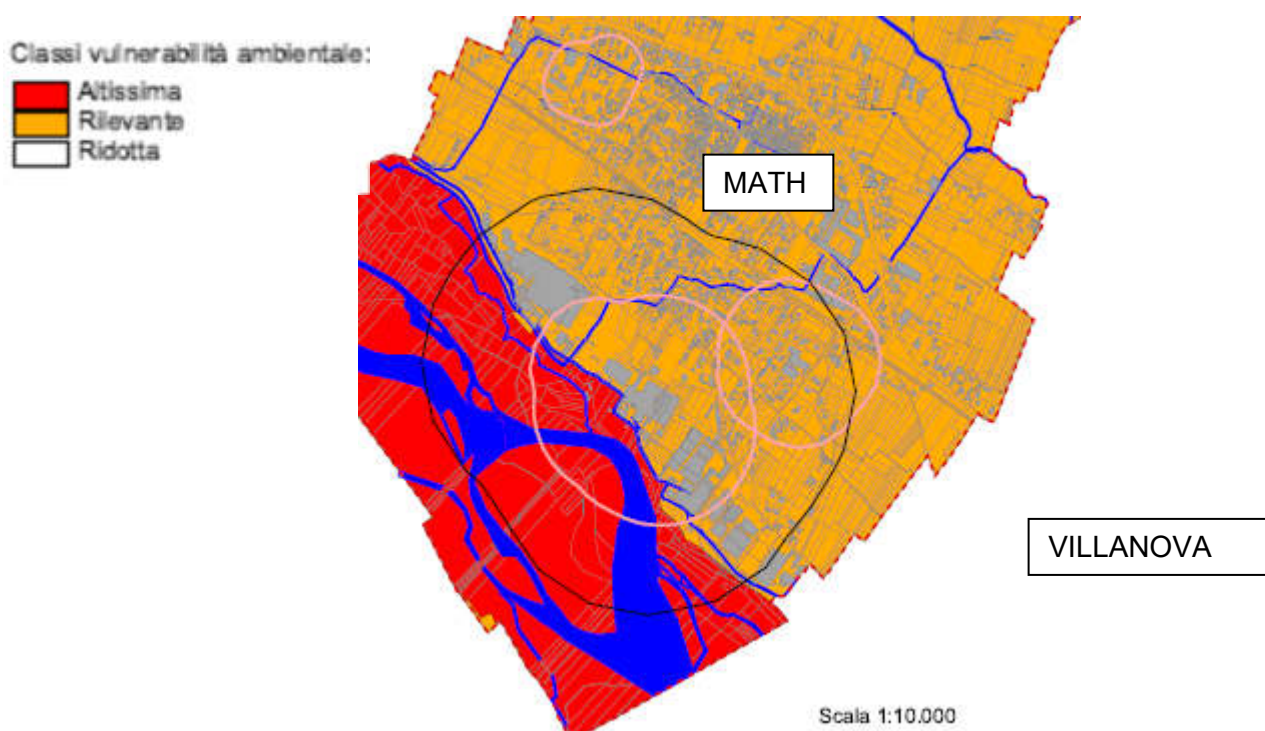 Classi vulnerabilità ambientale:
Altissima
Rilevante
Ridotta
MATH
VILLANOVA
Scala 1:10.000